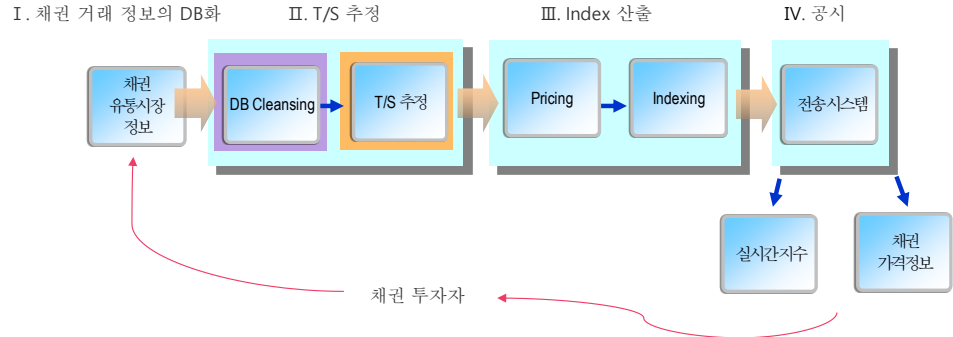 Ⅰ. 채권 거래 정보의 DB화
Ⅱ. T/S 추정
Ⅲ. Index 산출
Ⅳ. 공시
채권
유통시장
정보
DB Cleansing
T/S 추정
Pricing
Indexing
전송시스템
실시간지수
채권
가격정보
채권 투자자